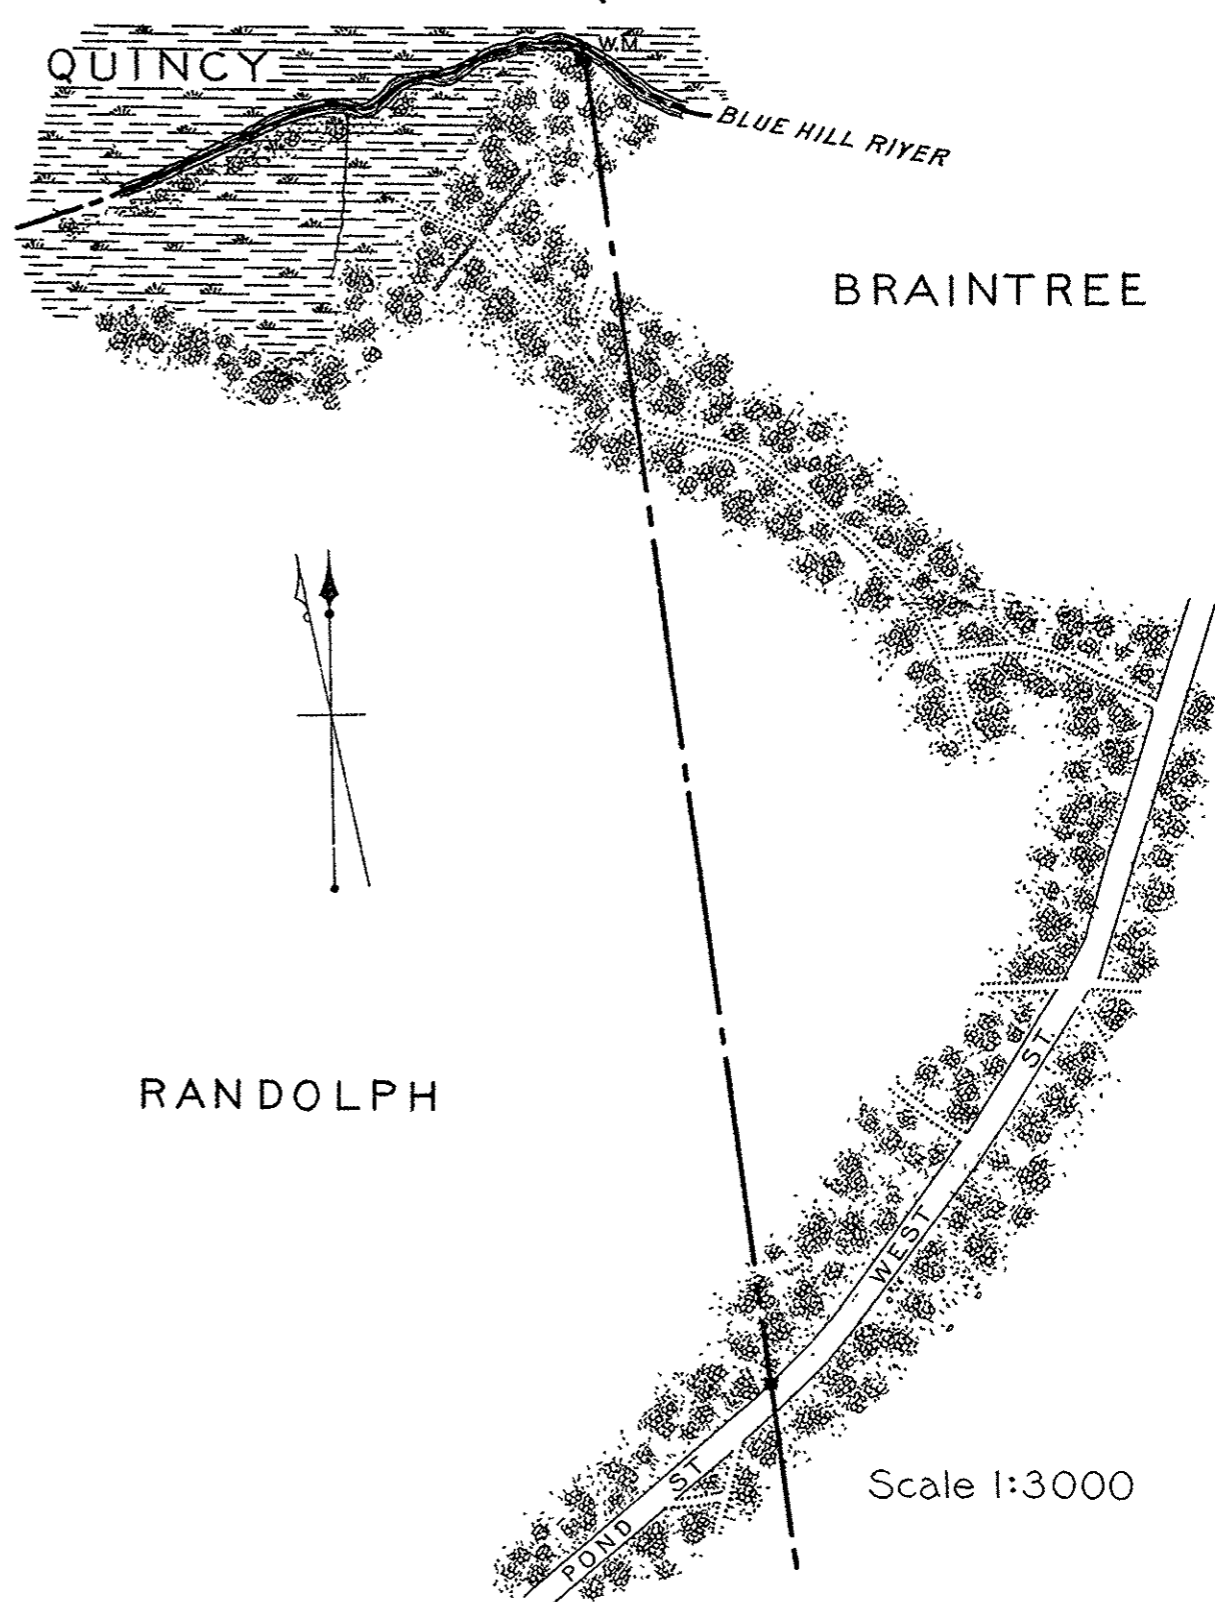 W.M.
QUINCY
BLUE HILL RIVER
BRAINTREE
RANDOLPH
WEST ST.
POND ST
Scale 1:3000